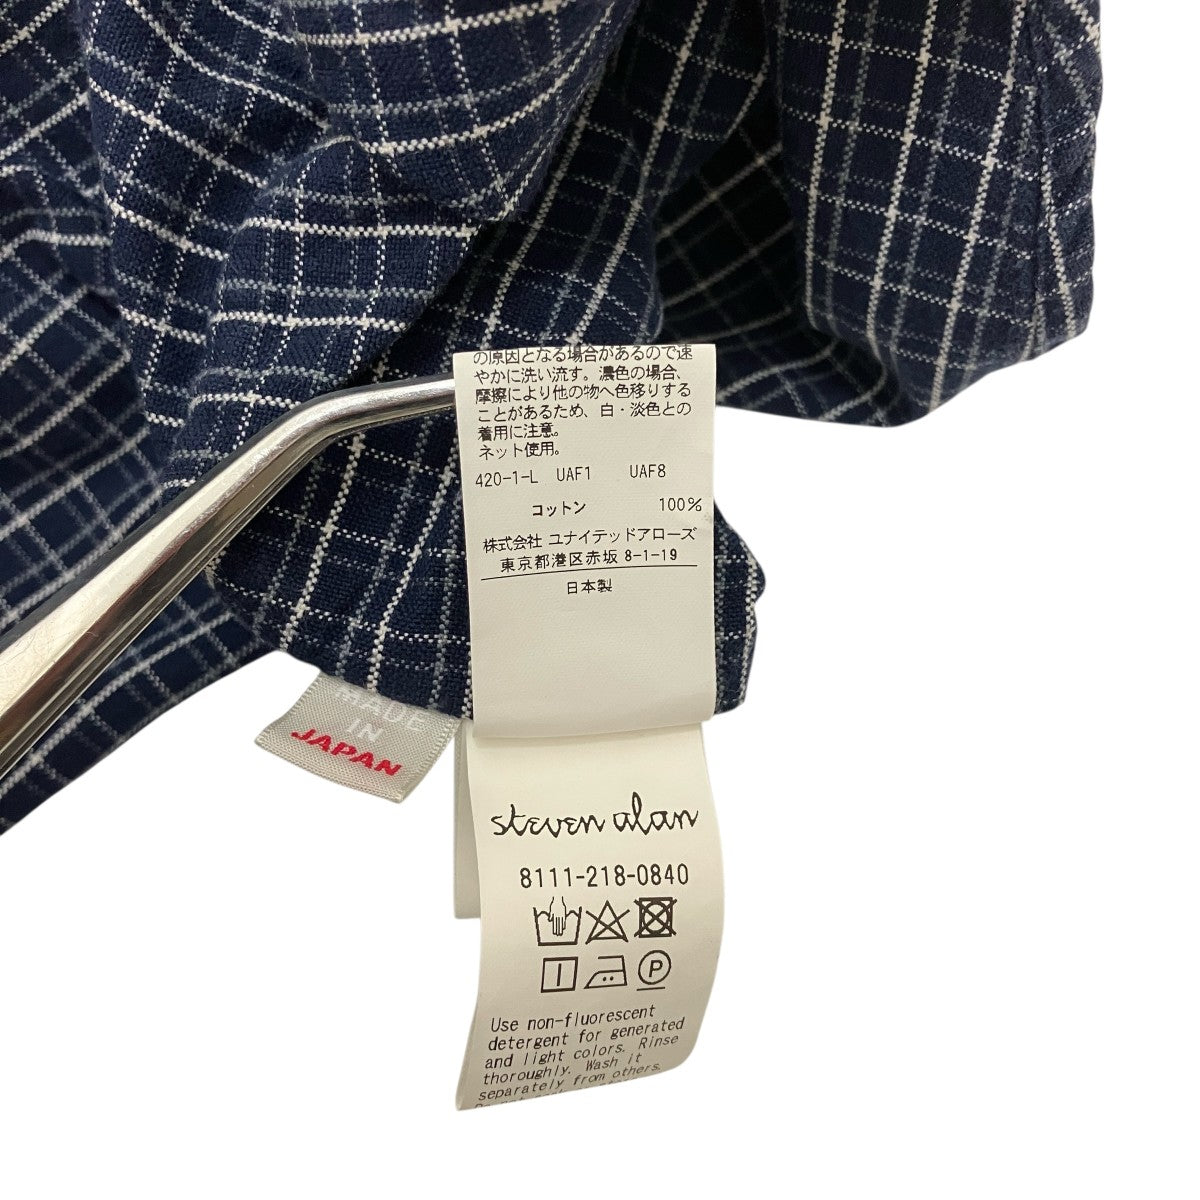 の原因となる場合があるので速
やかに洗い流す。濃色の場合、
摩擦により他の物へ色移りする
ことがあるため、白・淡色との
着用に注意。
ネット使用。
420-1-L UAF1 UAF8
コットン 100%
株式会社 ユナイテッドアローズ
東京都港区赤坂 8-1-19
日本製
MADE
IN
JAPAN
steven alan
8111-218-0840
P
Use non-fluorescent
detergent for generated
and light colors. Rinse
thoroughly. Wash it
separately from others.